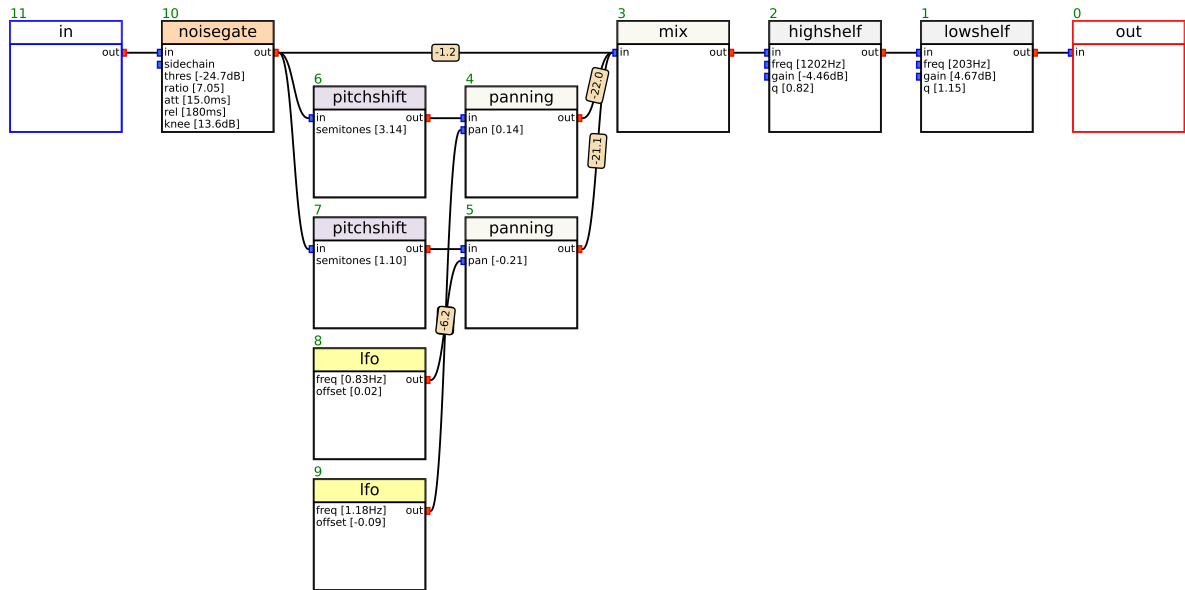 11
in
out
10
noisegate
in out
sidechain
thres [-24.7dB]
ratio [7.05]
att [15.0ms]
rel [180ms]
knee [13.6dB]
-1.2
6
pitchshift
in out
semitones [3.14]
4
panning
in out
pan [0.14]
-22.0
-21.1
7
pitchshift
in out
semitones [1.10]
5
panning
in out
pan [-0.21]
-6.2
8
lfo
freq [0.83Hz] out
offset [0.02]
9
lfo
freq [1.18Hz] out
offset [-0.09]
3
mix
in out
2
highshelf
in out
freq [1202Hz]
gain [-4.46dB]
q [0.82]
1
lowshelf
in out
freq [203Hz]
gain [4.67dB]
q [1.15]
0
out
in